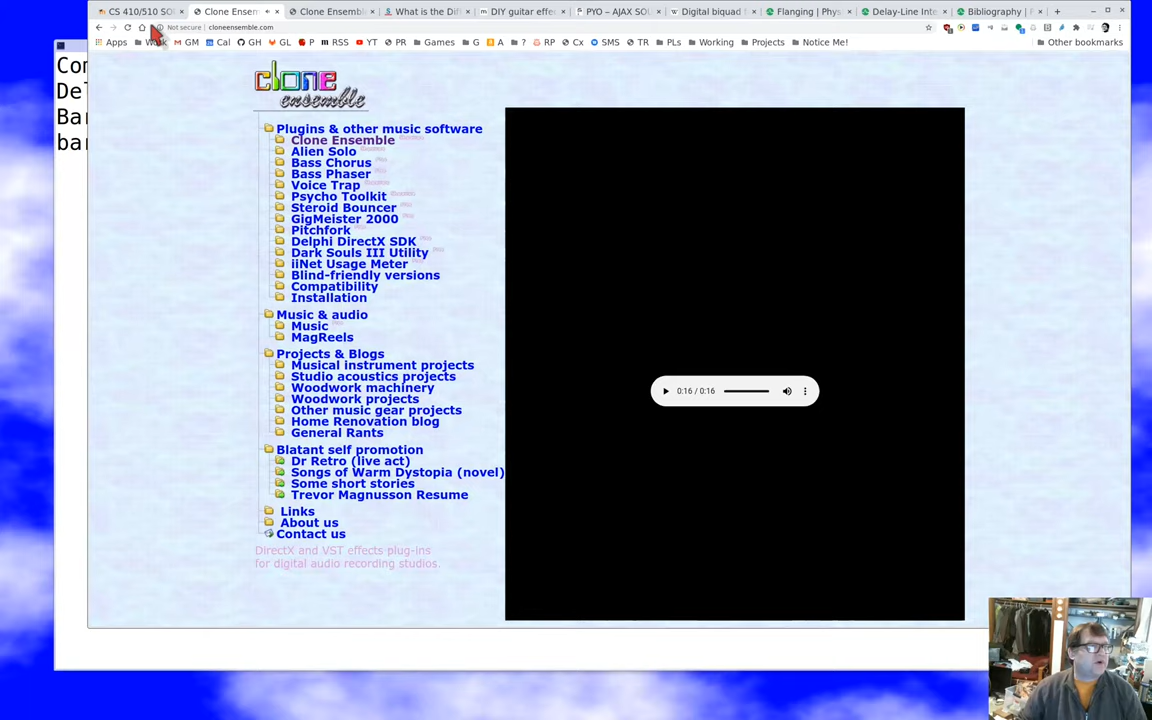 CS 410/510 SO
Clone Ensem
Clone Ensemb
What is the Dif
DIY guitar effe
PYO – AJAX SO
Digital biquad
Flanging | Phys
Delay-Line Inte
Bibliography | P
Not secure | cloneensemble.com
Apps
GM
Cal
GH
GL
P
RSS
YT
PR
Games
G
A
?
RP
Cx
SMS
TR
PLs
Working
Projects
Notice Me!
Other bookmarks
clone
ensemble
Plugins & other music software
Clone Ensemble
Alien Solo
Bass Chorus
Bass Phaser
Voice Trap
Psycho Toolkit
Steroid Bouncer
GigMeister 2000
Pitchfork
Delphi DirectX SDK
Dark Souls III Utility
iiNet Usage Meter
Blind-friendly versions
Compatibility
Installation
Music & audio
Music
MagReels
Projects & Blogs
Musical instrument projects
Studio acoustics projects
Woodwork machinery
Woodwork projects
Other music gear projects
Home Renovation blog
General Rants
Blatant self promotion
Dr Retro (live act)
Songs of Warm Dystopia (novel)
Some short stories
Trevor Magnusson Resume
Links
About us
Contact us
DirectX and VST effects plug-ins
for digital audio recording studios.
0:16 / 0:16
Con
Del
Bar
bar